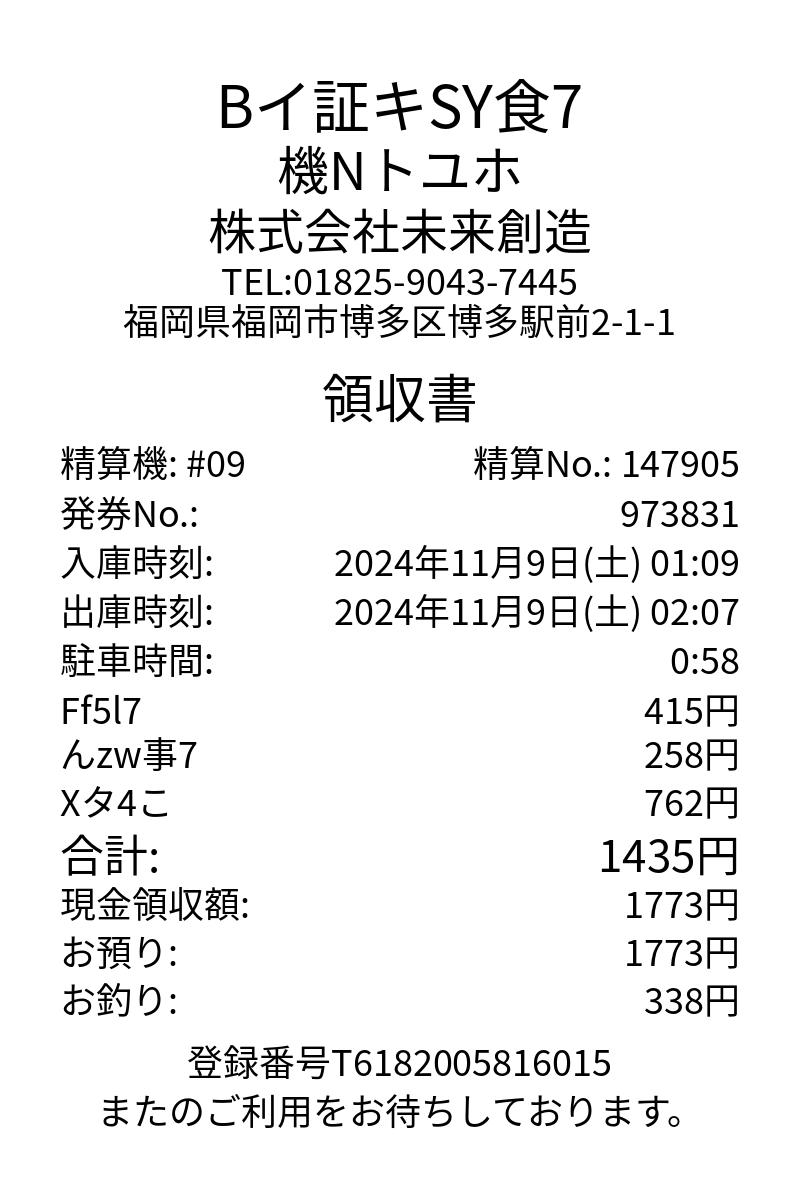 Bイ証キSY食7
機Nトユホ
株式会社未来創造
TEL:01825-9043-7445
福岡県福岡市博多区博多駅前2-1-1
領収書
精算機: #09 精算No.: 147905
発券No.: 973831
入庫時刻: 2024年11月9日(土) 01:09
出庫時刻: 2024年11月9日(土) 02:07
駐車時間: 0:58
Ff5l7 415円
んzw事7 258円
Xタ4こ 762円
合計: 1435円
現金領収額: 1773円
お預り: 1773円
お釣り: 338円
登録番号T6182005816015
またのご利用をお待ちしております。